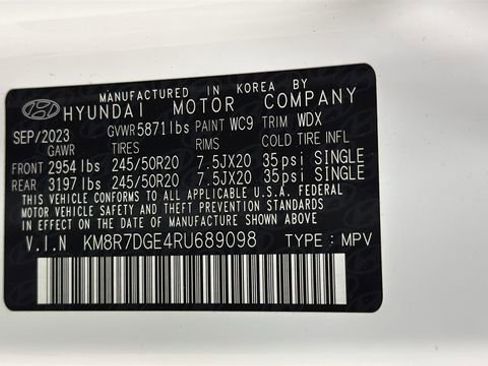 MANUFACTURED IN KOREA BY
HYUNDAI MOTOR COMPANY
SEP/2023 GVWR 5871lbs PAINT WC9 TRIM WDX
GAWR TIRES RIMS COLD TIRE INFL
FRONT 2954 lbs 245/50R20 7.5JX20 35psi SINGLE
REAR 3197 lbs 245/50R20 7.5JX20 35psi SINGLE
THIS VEHICLE CONFORMS TO ALL APPLICABLE U.S.A. FEDERAL
MOTOR VEHICLE SAFETY AND THEFT PREVENTION STANDARDS
IN EFFECT ON THE DATE OF MANUFACTURE SHOWN ABOVE.
V.I.N KM8R7DGE4RU689098 TYPE : MPV